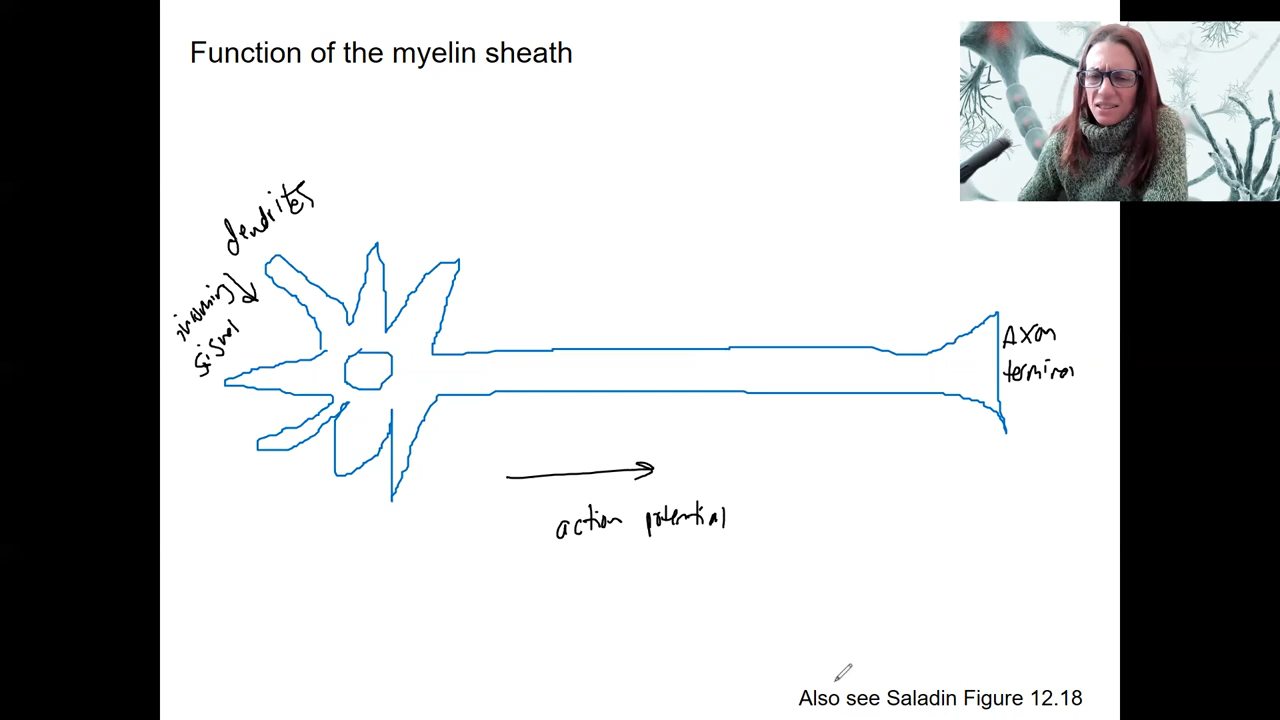 Function of the myelin sheath
dendrites
incoming
signal
Axon
terminal
action potential
Also see Saladin Figure 12.18